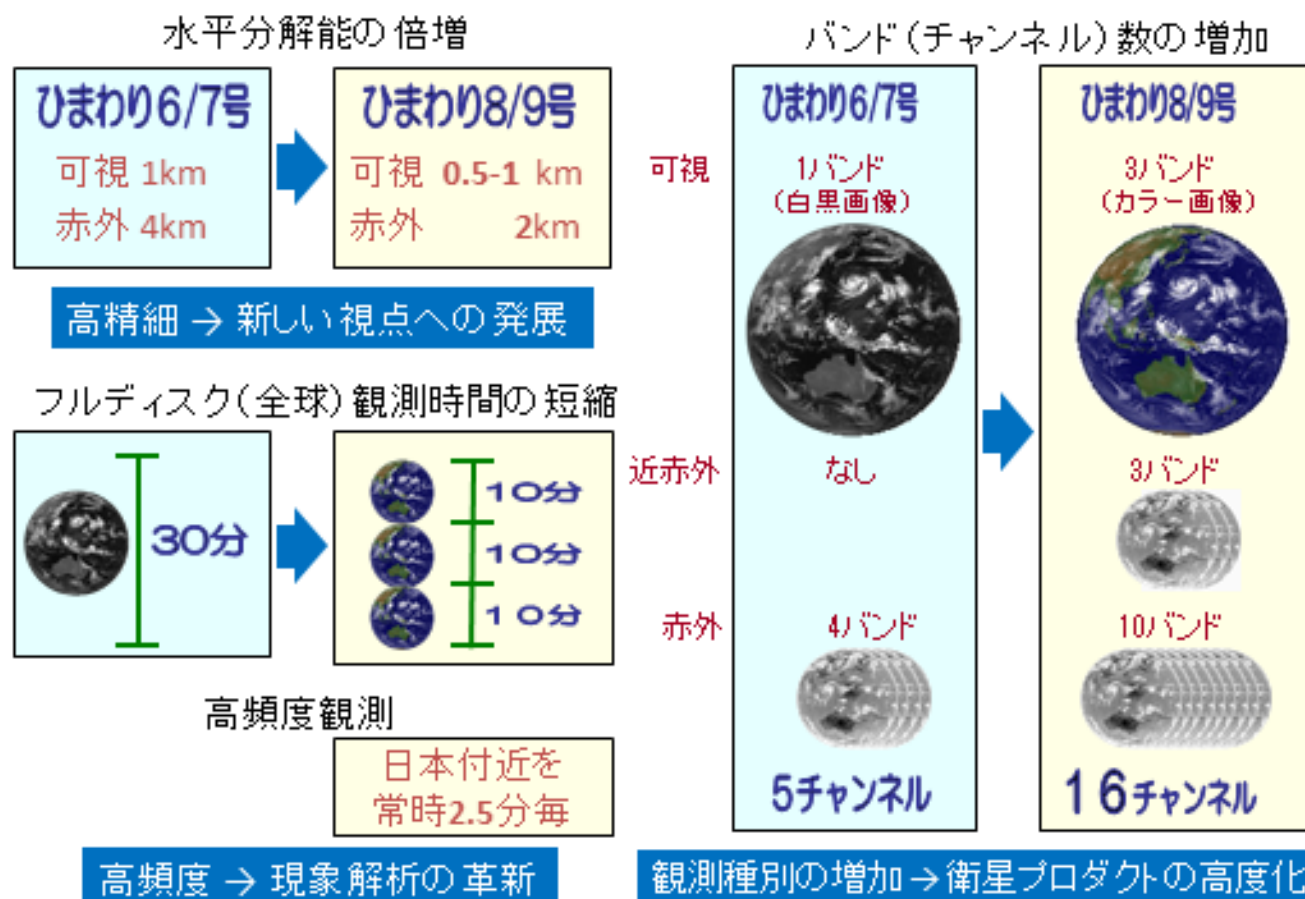 水平分解能の倍増
ひまわり6/7号
可視 1km
赤外 4km
ひまわり8/9号
可視 0.5-1 km
赤外 2km
高精細 → 新しい視点への発展
フルディスク(全球)観測時間の短縮
30分
10分
10分
10分
高頻度観測
日本付近を
常時2.5分毎
高頻度 → 現象解析の革新
バンド(チャンネル)数の増加
ひまわり6/7号
ひまわり8/9号
可視
1バンド
(白黒画像)
3バンド
(カラー画像)
近赤外
なし
3バンド
赤外
4バンド
10バンド
5チャンネル
16チャンネル
観測種別の増加→衛星プロダクトの高度化